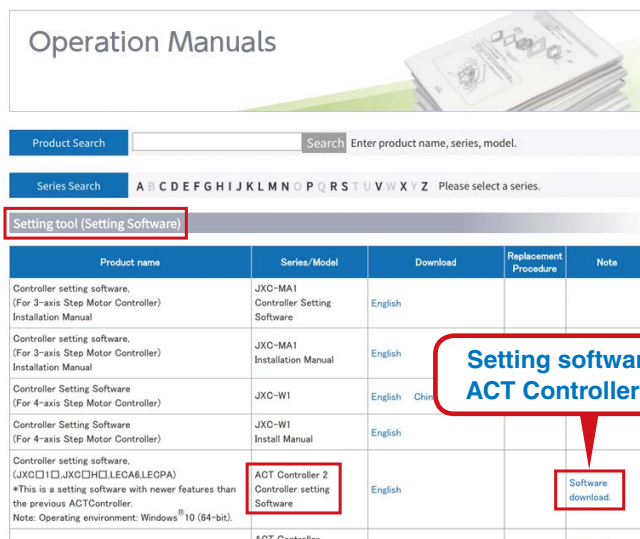 Operation Manuals
Product Search
Search
Enter product name, series, model.
Series Search
A B C D E F G H I J K L M N O P Q R S T U V W X Y Z
Please select a series.
Setting tool (Setting Software)
Product name
Series/Model
Download
Replacement
Procedure
Note
Controller setting software,
(For 3-axis Step Motor Controller)
Installation Manual
JXC-MA1
Controller Setting
Software
English
Controller setting software,
(For 3-axis Step Motor Controller)
Installation Manual
JXC-MA1
Installation Manual
English
Controller Setting Software
(For 4-axis Step Motor Controller)
JXC-W1
English
Controller Setting Software
(For 4-axis Step Motor Controller)
JXC-W1
Install Manual
English
Setting
ACT Controller
Controller setting software,
(JXC□1□,JXC□H□,LECA6,LECPA)
*This is a setting software with newer features than
the previous ACTController.
Note: Operating environment: Windows®10 (64-bit).
ACT Controller 2
Controller setting
Software
English
Software
download.
ACT Controller